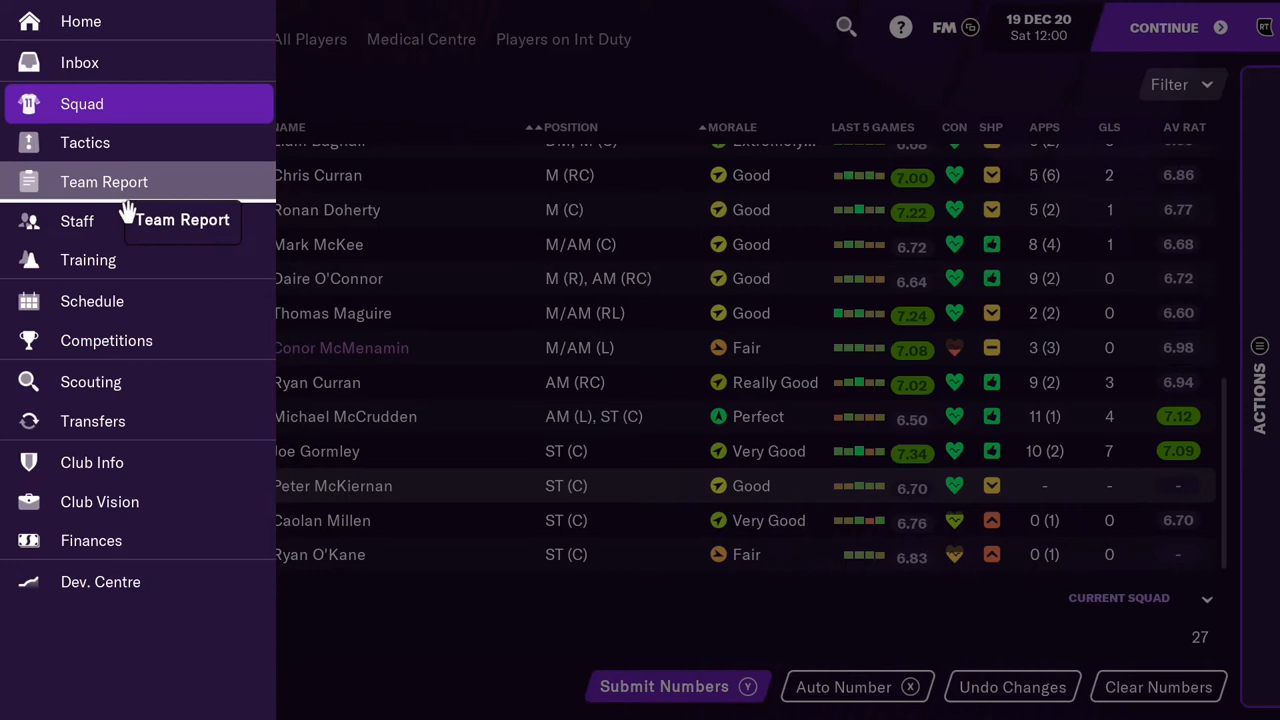 Home
Inbox
Squad
Tactics
Team Report
Team Report
Staff
Training
Schedule
Competitions
Scouting
Transfers
Club Info
Club Vision
Finances
Dev. Centre
All Players Medical Centre Players on Int Duty
FM 19 DEC 20
Sat 12:00
CONTINUE RT
Filter
NAME POSITION MORALE LAST 5 GAMES CON SHP APPS GLS AV RAT
Chris Curran M (RC) Good 7.00 5 (6) 2 6.86
Ronan Doherty M (C) Good 7.22 5 (2) 1 6.77
Mark McKee M/AM (C) Good 6.72 8 (4) 1 6.68
Daire O'Connor M (R), AM (RC) Good 6.64 9 (2) 0 6.72
Thomas Maguire M/AM (RL) Good 7.24 2 (2) 0 6.60
Conor McMenamin M/AM (L) Fair 7.08 3 (3) 0 6.98
Ryan Curran AM (RC) Really Good 7.02 9 (2) 3 6.94
Michael McCrudden AM (L), ST (C) Perfect 6.50 11 (1) 4 7.12
Joe Gormley ST (C) Very Good 7.34 10 (2) 7 7.09
Peter McKiernan ST (C) Good 6.70 - - -
Caolan Millen ST (C) Very Good 6.76 0 (1) 0 6.70
Ryan O'Kane ST (C) Fair 6.83 0 (1) 0 -
CURRENT SQUAD
27
Submit Numbers Y Auto Number X Undo Changes Clear Numbers
ACTIONS